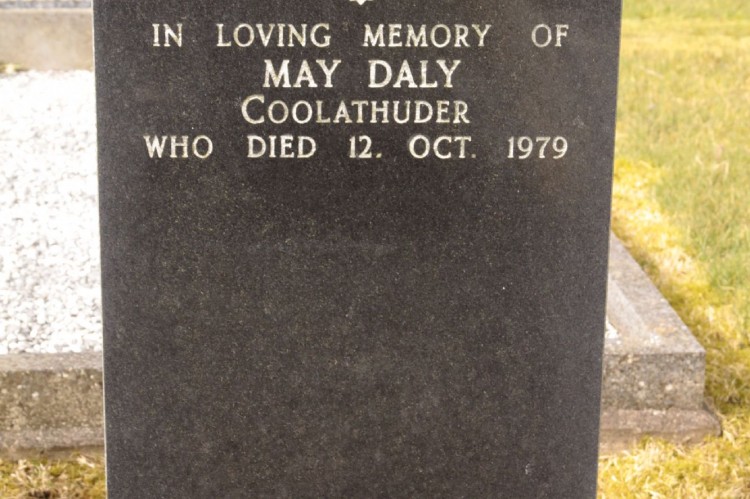 IN LOVING MEMORY OF
MAY DALY
COOLATHUDER
WHO DIED 12. OCT. 1979